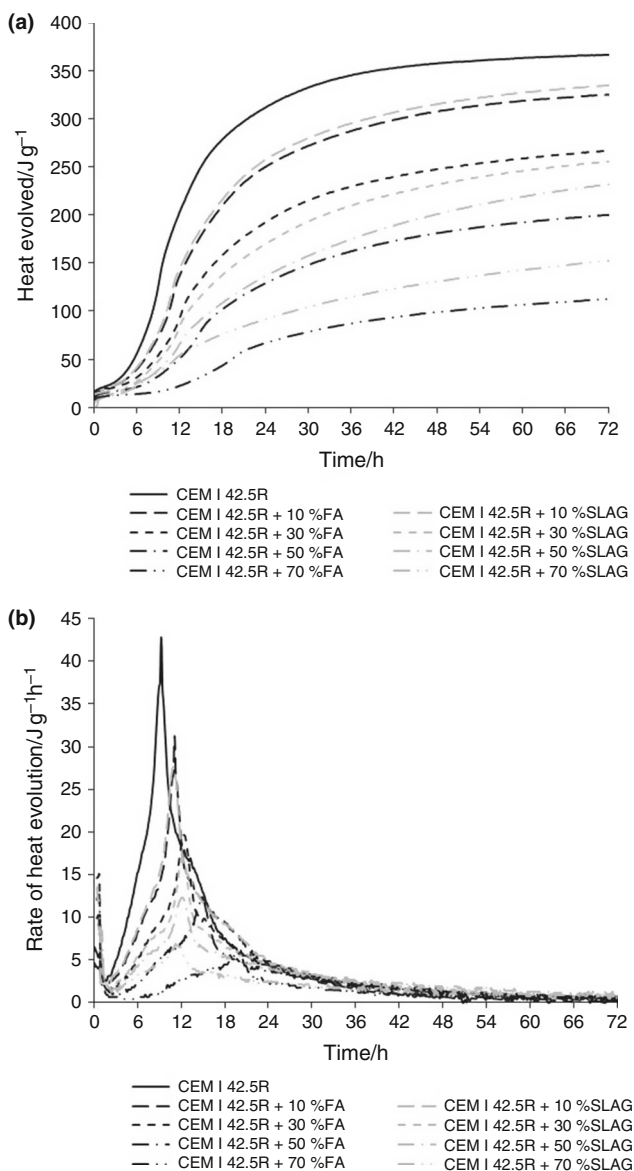 (a)
400
350
300
250
200
150
100
50
0
Heat evolved/J g⁻¹
0 6 12 18 24 30 36 42 48 54 60 66 72
Time/h
CEM I 42.5R
CEM I 42.5R + 10 %FA CEM I 42.5R + 10 %SLAG
CEM I 42.5R + 30 %FA CEM I 42.5R + 30 %SLAG
CEM I 42.5R + 50 %FA CEM I 42.5R + 50 %SLAG
CEM I 42.5R + 70 %FA CEM I 42.5R + 70 %SLAG
(b)
45
40
35
30
25
20
15
10
5
0
Rate of heat evolution/J g⁻¹h⁻¹
0 6 12 18 24 30 36 42 48 54 60 66 72
Time/h
CEM I 42.5R
CEM I 42.5R + 10 %FA CEM I 42.5R + 10 %SLAG
CEM I 42.5R + 30 %FA CEM I 42.5R + 30 %SLAG
CEM I 42.5R + 50 %FA CEM I 42.5R + 50 %SLAG
CEM I 42.5R + 70 %FA CEM I 42.5R + 70 %SLAG